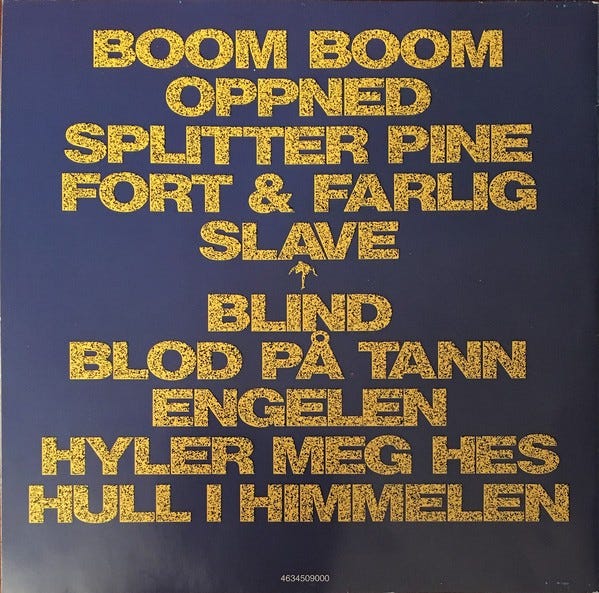 BOOM BOOM
OPPNED
SPLITTER PINE
FORT & FARLIG
SLAVE
BLIND
BLOD PÅ TANN
ENGELEN
HYLER MEG HES
HULL I HIMMELEN
4634509000